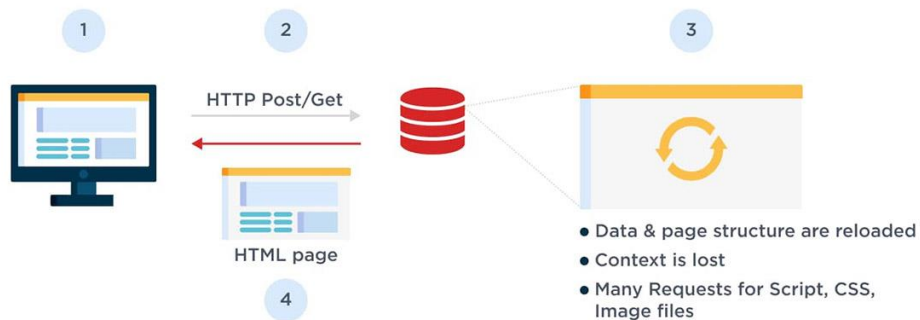 1
2
3
HTTP Post/Get
HTML page
4
• Data & page structure are reloaded
• Context is lost
• Many Requests for Script, CSS,
Image files